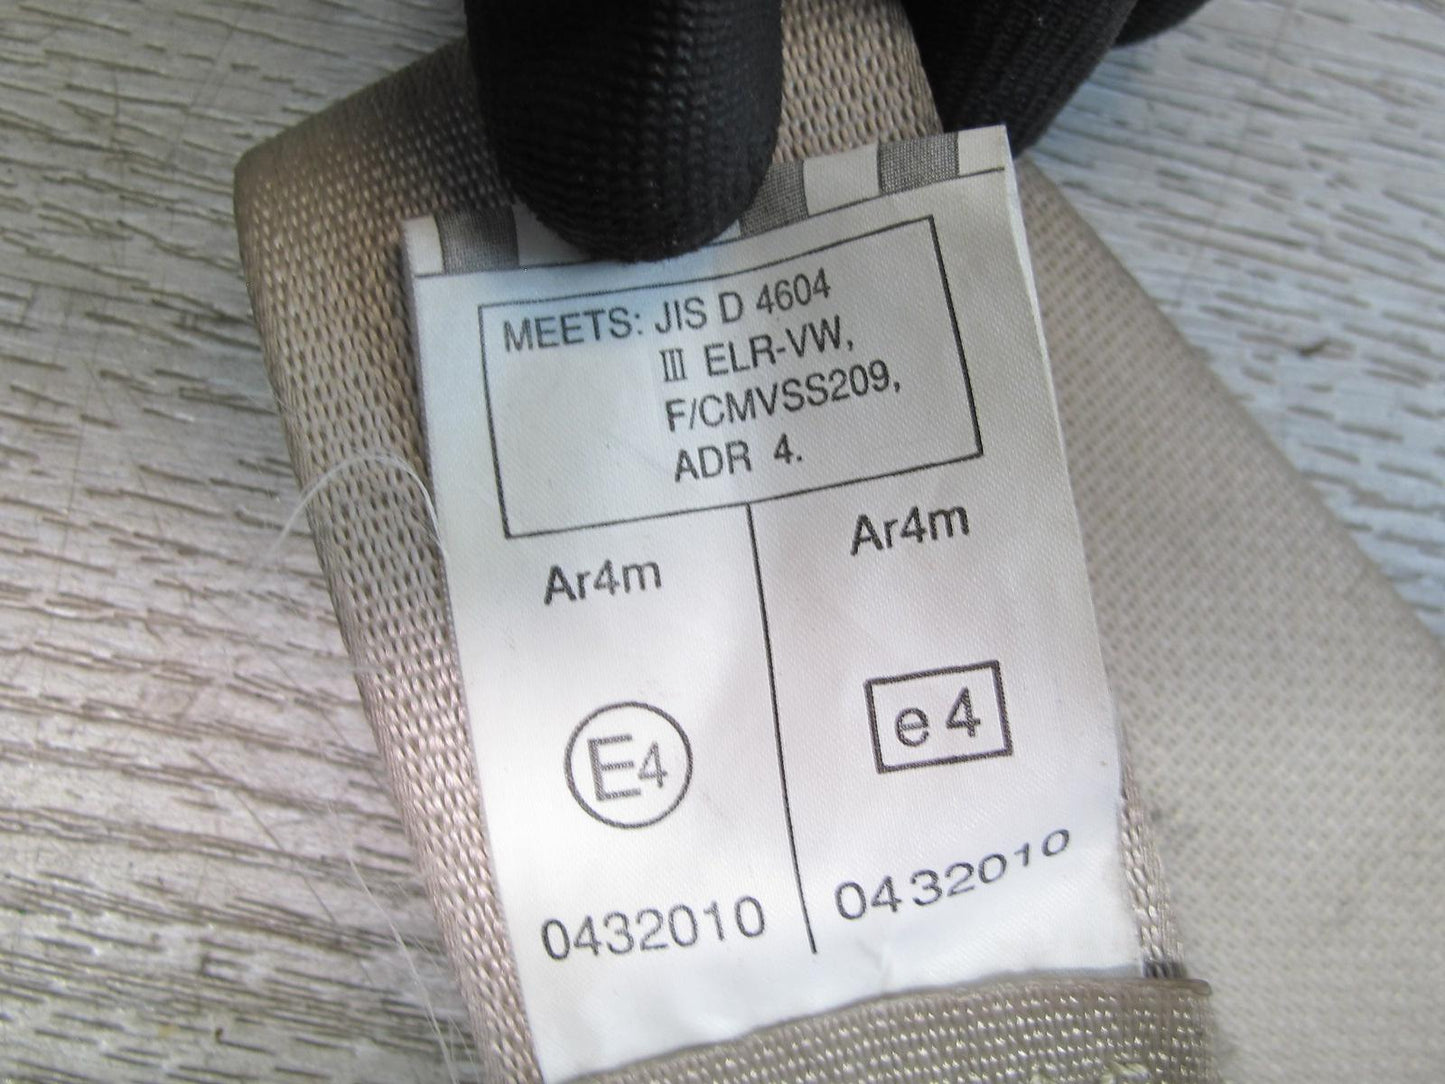 MEETS: JIS D 4604
III ELR-VW,
F/CMVSS209,
ADR 4.
Ar4m
E4
0432010
Ar4m
e4
0432010